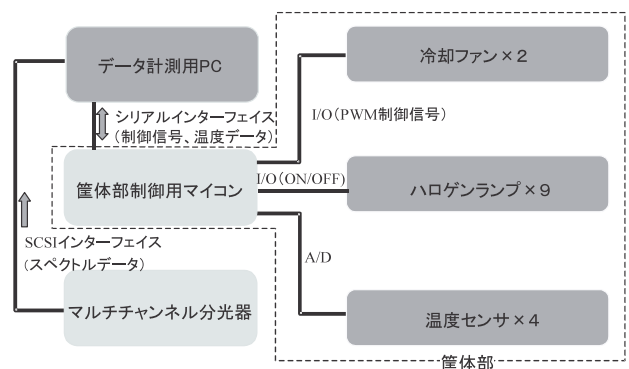 データ計測用PC
冷却ファン×2
シリアルインターフェイス
(制御信号、温度データ)
I/O(PWM制御信号)
筐体部制御用マイコン
I/O(ON/OFF)
ハロゲンランプ×9
SCSIインターフェイス
(スペクトルデータ)
A/D
マルチチャンネル分光器
温度センサ×4
筐体部